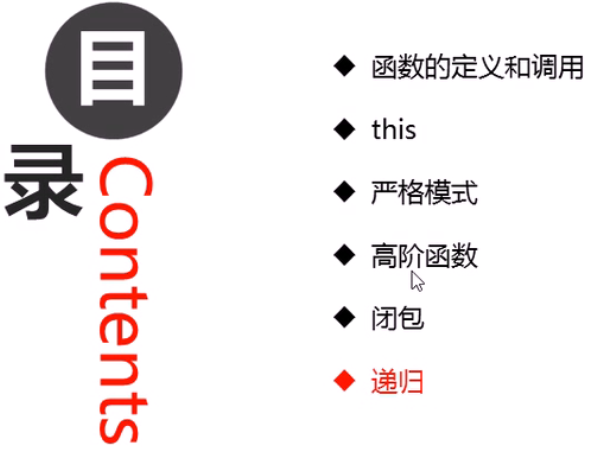 目
录
Contents
◆ 函数的定义和调用
◆ this
◆ 严格模式
◆ 高阶函数
◆ 闭包
◆ 递归